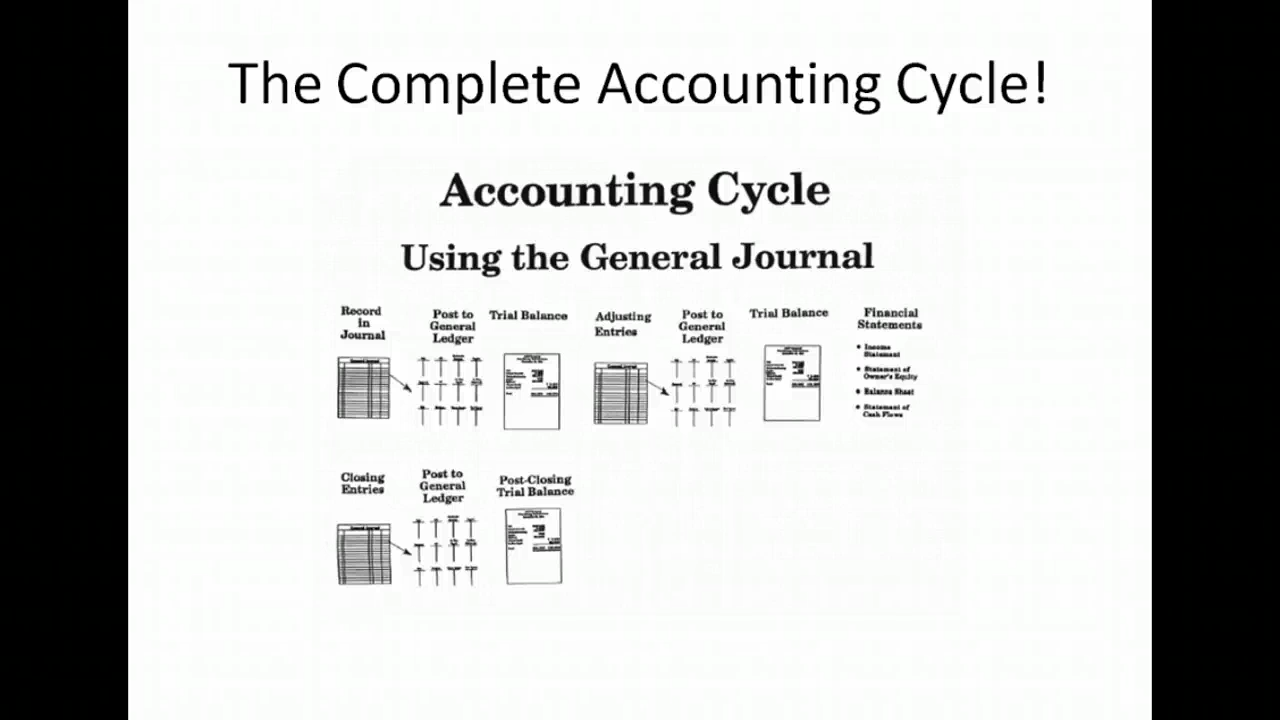 The Complete Accounting Cycle!
Accounting Cycle
Using the General Journal
Record
in
Journal
Post to
General
Ledger
Trial Balance
Adjusting
Entries
Post to
General
Ledger
Trial Balance
Financial
Statements
• Income
Statement
• Statement of
Owner's Equity
• Balance Sheet
• Statement of
Cash Flows
Closing
Entries
Post to
General
Ledger
Post-Closing
Trial Balance